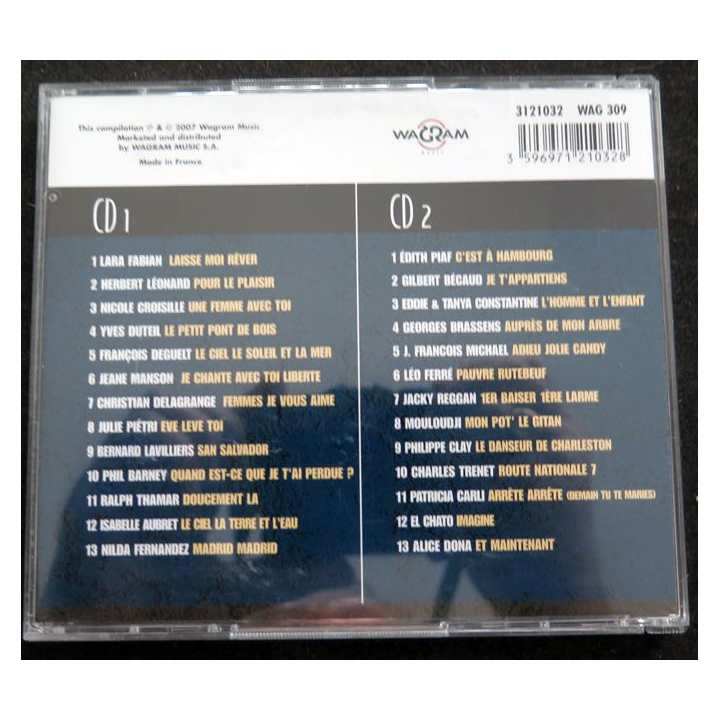 This compilation ℗ & © 2007 Wagram Music
Marketed and distributed
by WAGRAM MUSIC S.A.
Made in France
WAGRAM
MUSIC
3121032 WAG 309
3 596971 210328
CD 1
1 LARA FABIAN LAISSE MOI RÊVER
2 HERBERT LÉONARD POUR LE PLAISIR
3 NICOLE CROISILLE UNE FEMME AVEC TOI
4 YVES DUTEIL LE PETIT PONT DE BOIS
5 FRANÇOIS DEGUELT LE CIEL LE SOLEIL ET LA MER
6 JEANE MANSON JE CHANTE AVEC TOI LIBERTE
7 CHRISTIAN DELAGRANGE FEMMES JE VOUS AIME
8 JULIE PIÉTRI EVE LEVE TOI
9 BERNARD LAVILLIERS SAN SALVADOR
10 PHIL BARNEY QUAND EST-CE QUE JE T'AI PERDUE ?
11 RALPH THAMAR DOUCEMENT LA
12 ISABELLE AUBRET LE CIEL LA TERRE ET L'EAU
13 NILDA FERNANDEZ MADRID MADRID
CD 2
1 ÉDITH PIAF C'EST À HAMBOURG
2 GILBERT BÉCAUD JE T'APPARTIENS
3 EDDIE & TANYA CONSTANTINE L'HOMME ET L'ENFANT
4 GEORGES BRASSENS AUPRÈS DE MON ARBRE
5 J. FRANCOIS MICHAEL ADIEU JOLIE CANDY
6 LÉO FERRÉ PAUVRE RUTEBEUF
7 JACKY REGGAN 1ER BAISER 1ÈRE LARME
8 MOULOUDJI MON POT' LE GITAN
9 PHILIPPE CLAY LE DANSEUR DE CHARLESTON
10 CHARLES TRENET ROUTE NATIONALE 7
11 PATRICIA CARLI ARRÊTE ARRÊTE (DEMAIN TU TE MARIES)
12 EL CHATO IMAGINE
13 ALICE DONA ET MAINTENANT